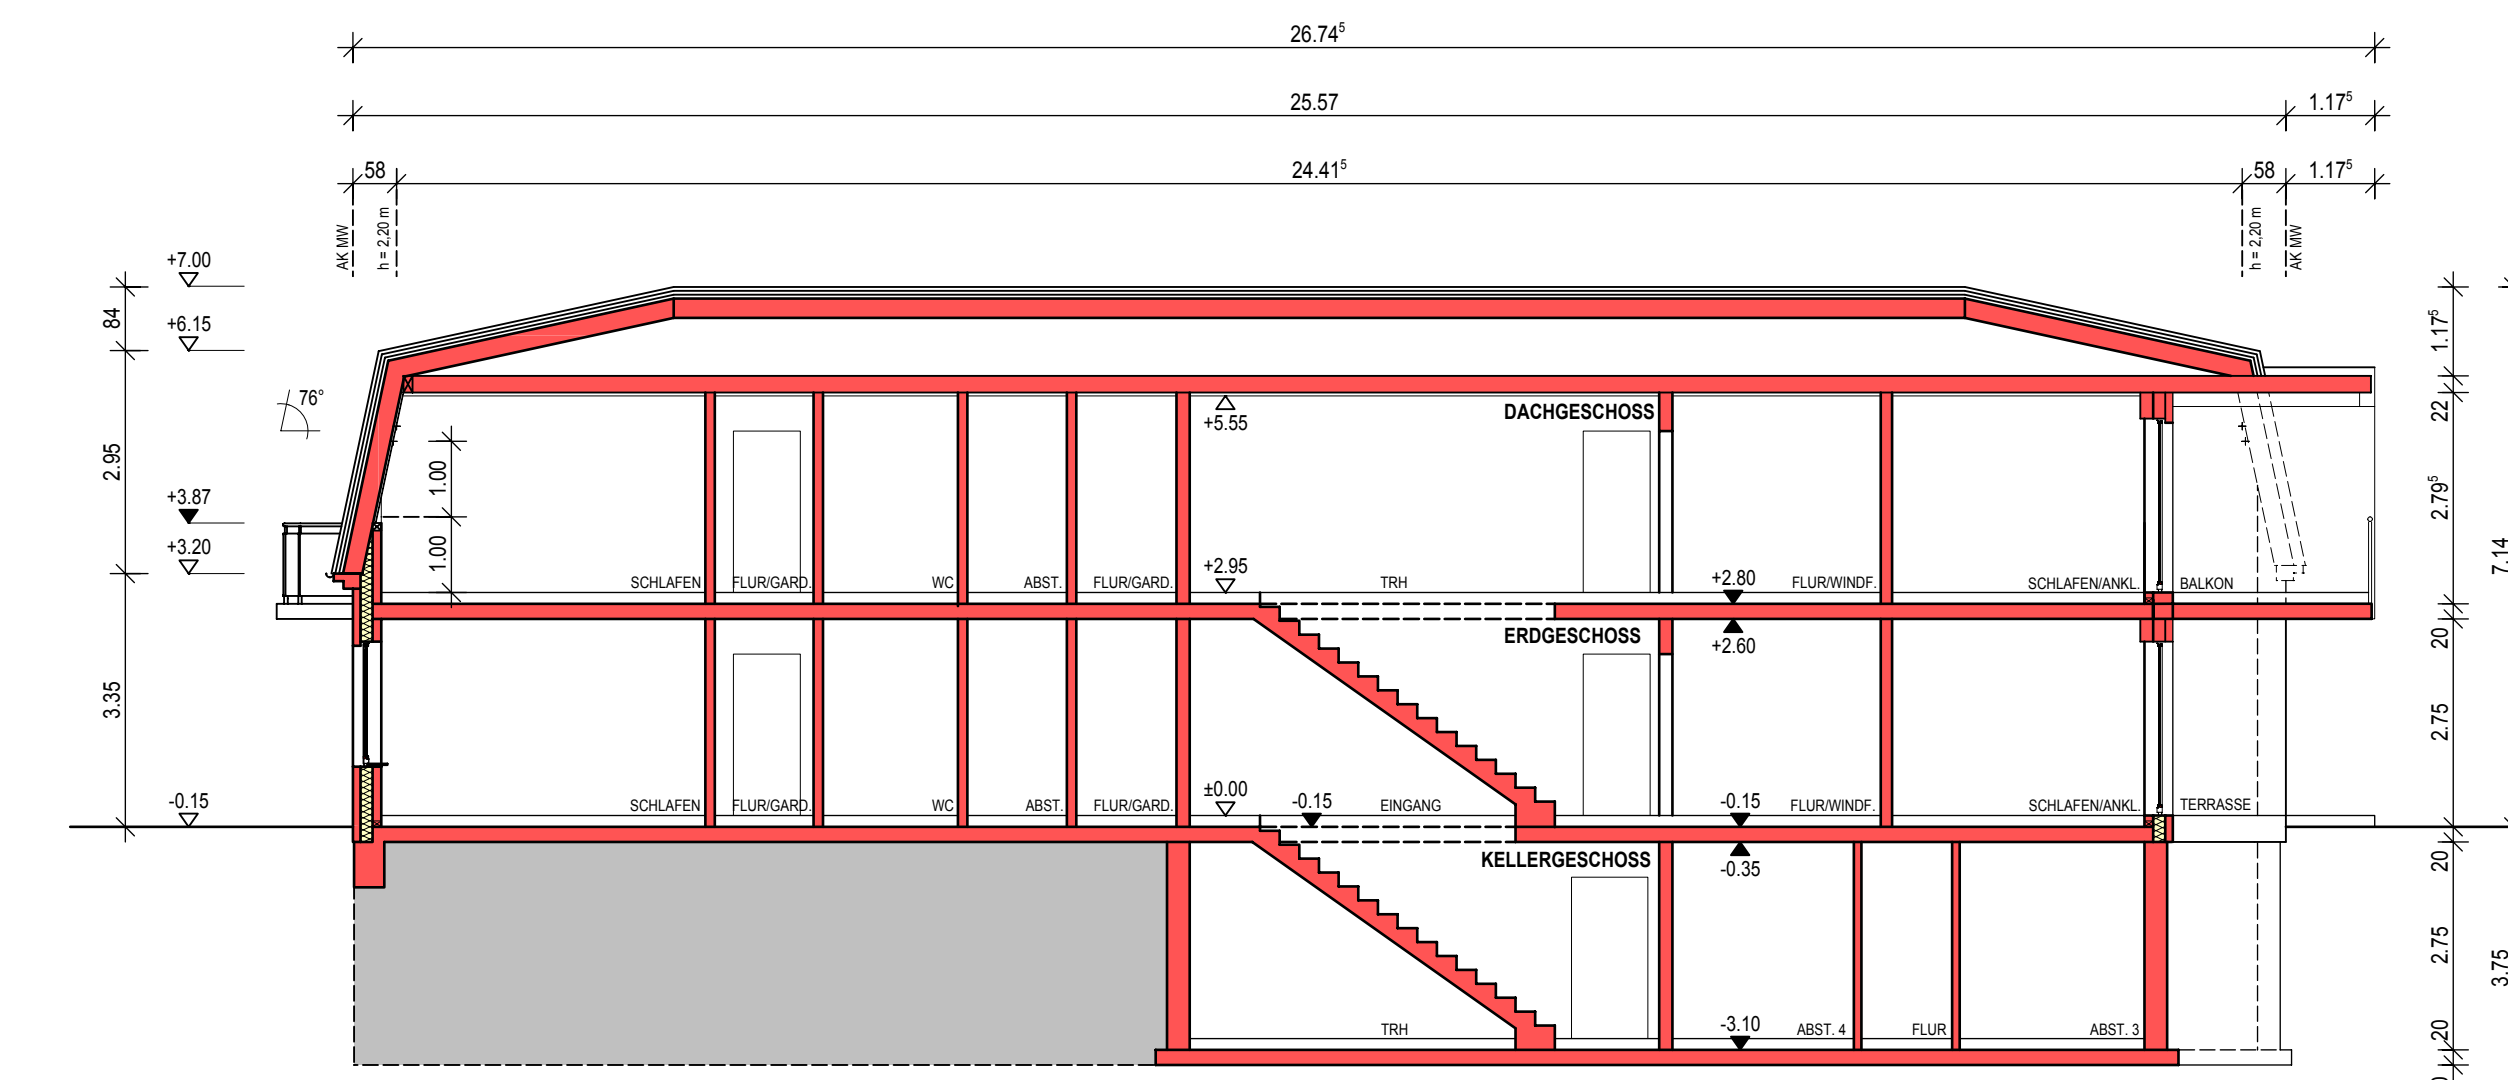 26.74⁵
25.57
1.17⁵
58
24.41⁵
58
1.17⁵
AK MW
h = 2,20 m
h = 2,20 m
AK MW
+7.00
84
+6.15
1.17⁵
76°
+5.55
DACHGESCHOSS
22
2.95
1.00
+3.87
2.79⁵
+3.20
1.00
7.14
+2.95
SCHLAFEN
FLUR/GARD.
WC
ABST.
FLUR/GARD.
TRH
+2.80
FLUR/WINDF.
SCHLAFEN/ANKL.
BALKON
ERDGESCHOSS
+2.60
20
3.35
2.75
-0.15
±0.00
-0.15
-0.15
SCHLAFEN
FLUR/GARD.
WC
ABST.
FLUR/GARD.
EINGANG
FLUR/WINDF.
SCHLAFEN/ANKL.
TERRASSE
KELLERGESCHOSS
-0.35
20
2.75
3.75
TRH
-3.10
ABST. 4
FLUR
ABST. 3
20